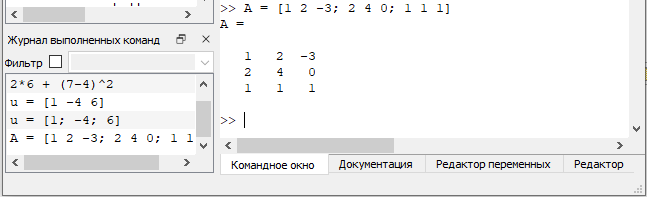 Журнал выполненных команд
Фильтр
2*6 + (7-4)^2
u = [1 -4 6]
u = [1; -4; 6]
A = [1 2 -3; 2 4 0; 1 1
>> A = [1 2 -3; 2 4 0; 1 1 1]
A =
1 2 -3
2 4 0
1 1 1
>>
Командное окно Документация Редактор переменных Редактор